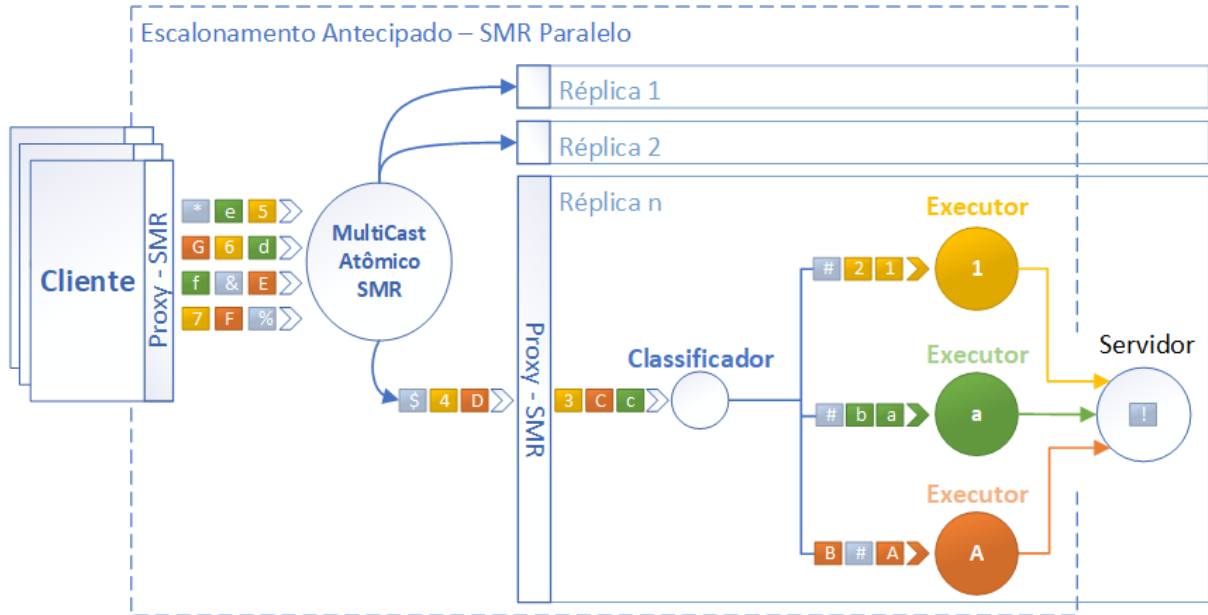 Escalonamento Antecipado – SMR Paralelo
Réplica 1
Réplica 2
Réplica n
Cliente
Proxy - SMR
* e 5
G 6 d
f & E
7 F %
MultiCast
Atômico
SMR
$ 4 D
Proxy - SMR
3 C c
Classificador
Executor
# 2 1
1
Executor
# b a
a
Executor
B # A
A
Servidor
!